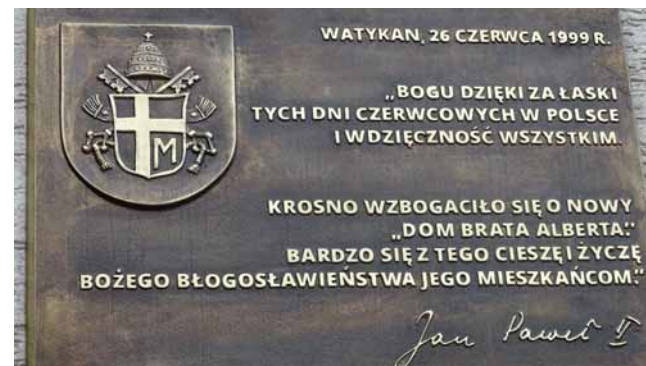 WATYKAN, 26 CZERWCA 1999 R.
„BOGU DZIĘKI ZA ŁASKI
TYCH DNI CZERWCOWYCH W POLSCE
I WDZIĘCZNOŚĆ WSZYSTKIM.
KROSNO WZBOGACIŁO SIĘ O NOWY
„DOM BRATA ALBERTA".
BARDZO SIĘ Z TEGO CIESZĘ I ŻYCZĘ
BOŻEGO BŁOGOSŁAWIEŃSTWA JEGO MIESZKAŃCOM."
Jan Paweł II
M